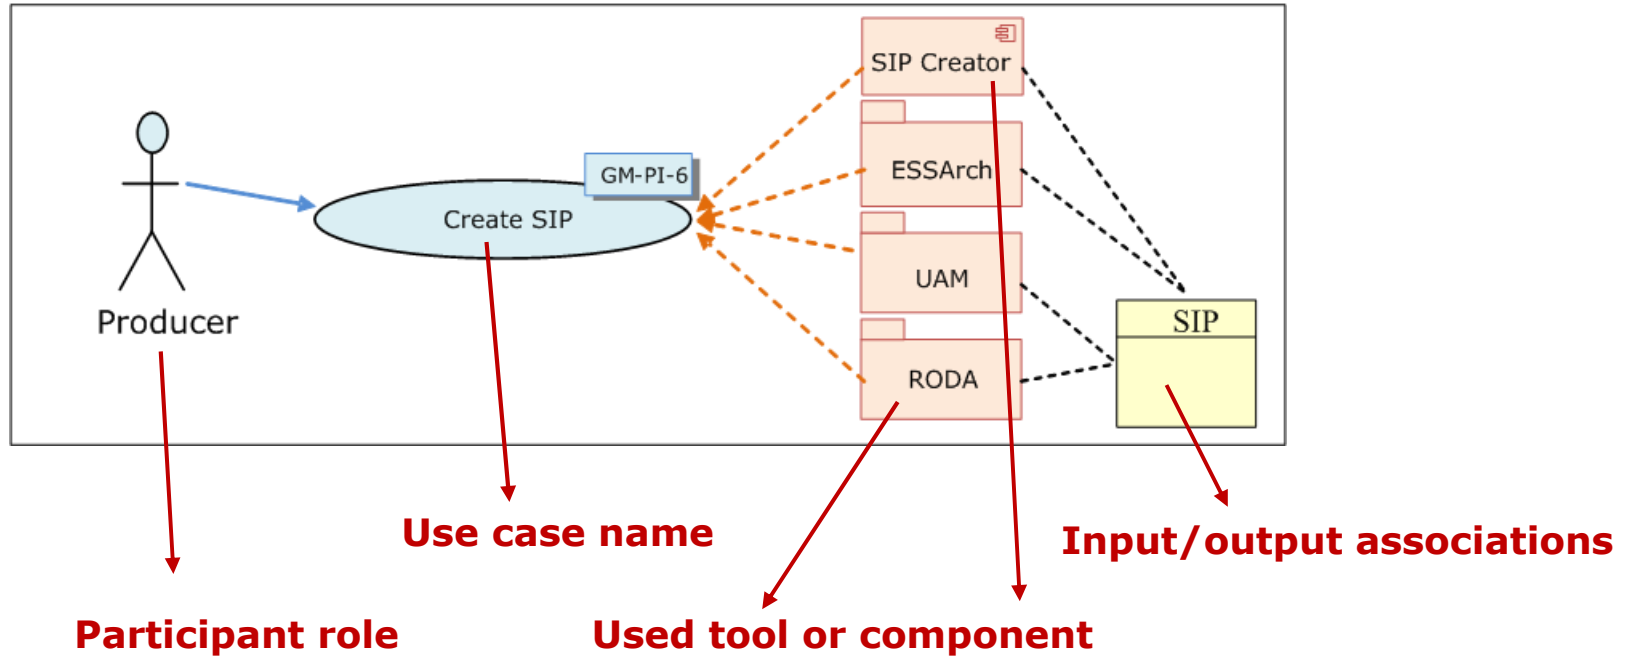 SIP Creator
ESSArch
GM-PI-6
Create SIP
UAM
Producer
SIP
RODA
Use case name
Input/output associations
Participant role
Used tool or component